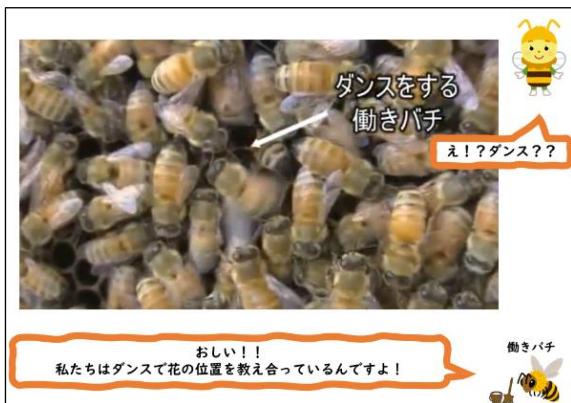 ダンスをする
働きバチ
え！？ダンス？？
働きバチ
おしい！！
私たちはダンスで花の位置を教え合っているんですよ！